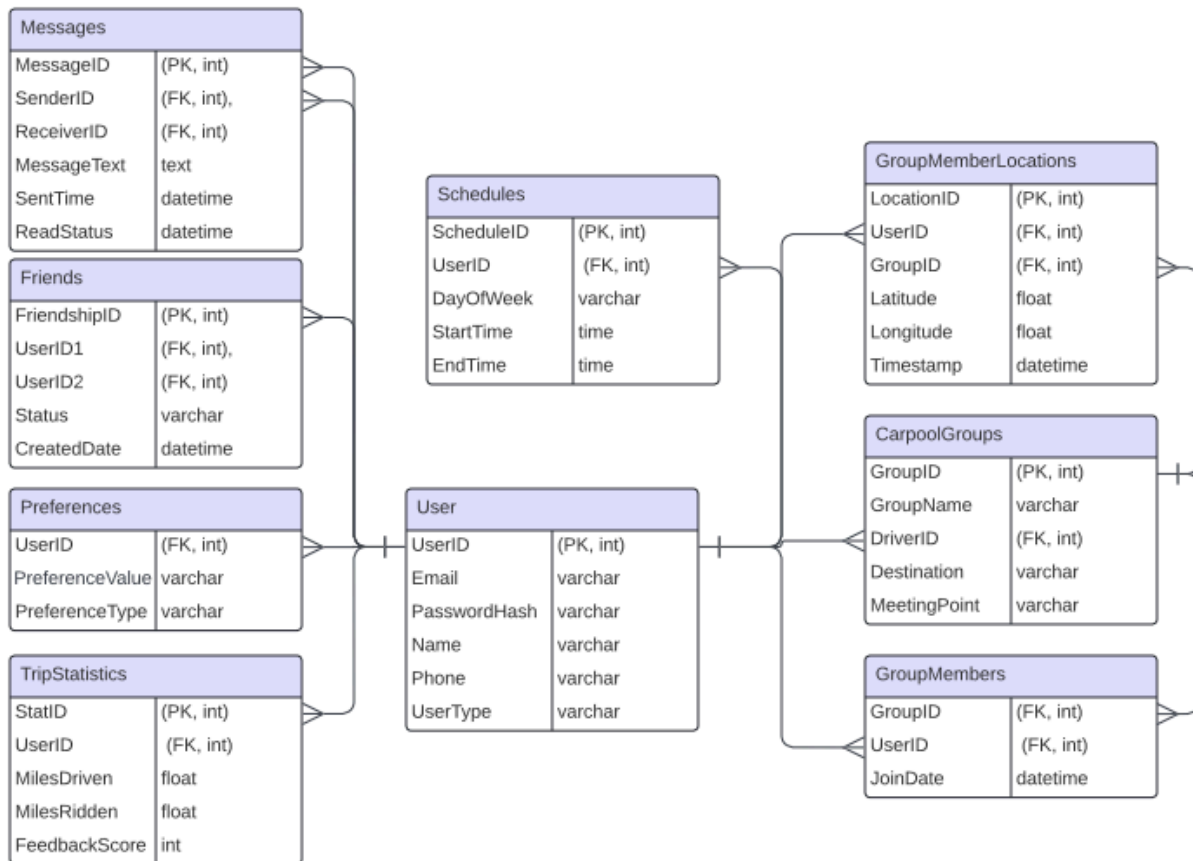 Messages
MessageID (PK, int)
SenderID (FK, int),
ReceiverID (FK, int)
MessageText text
SentTime datetime
ReadStatus datetime
Friends
FriendshipID (PK, int)
UserID1 (FK, int),
UserID2 (FK, int)
Status varchar
CreatedDate datetime
Preferences
UserID (FK, int)
PreferenceValue varchar
PreferenceType varchar
TripStatistics
StatID (PK, int)
UserID (FK, int)
MilesDriven float
MilesRidden float
FeedbackScore int
Schedules
ScheduleID (PK, int)
UserID (FK, int)
DayOfWeek varchar
StartTime time
EndTime time
User
UserID (PK, int)
Email varchar
PasswordHash varchar
Name varchar
Phone varchar
UserType varchar
GroupMemberLocations
LocationID (PK, int)
UserID (FK, int)
GroupID (FK, int)
Latitude float
Longitude float
Timestamp datetime
CarpoolGroups
GroupID (PK, int)
GroupName varchar
DriverID (FK, int)
Destination varchar
MeetingPoint varchar
GroupMembers
GroupID (FK, int)
UserID (FK, int)
JoinDate datetime